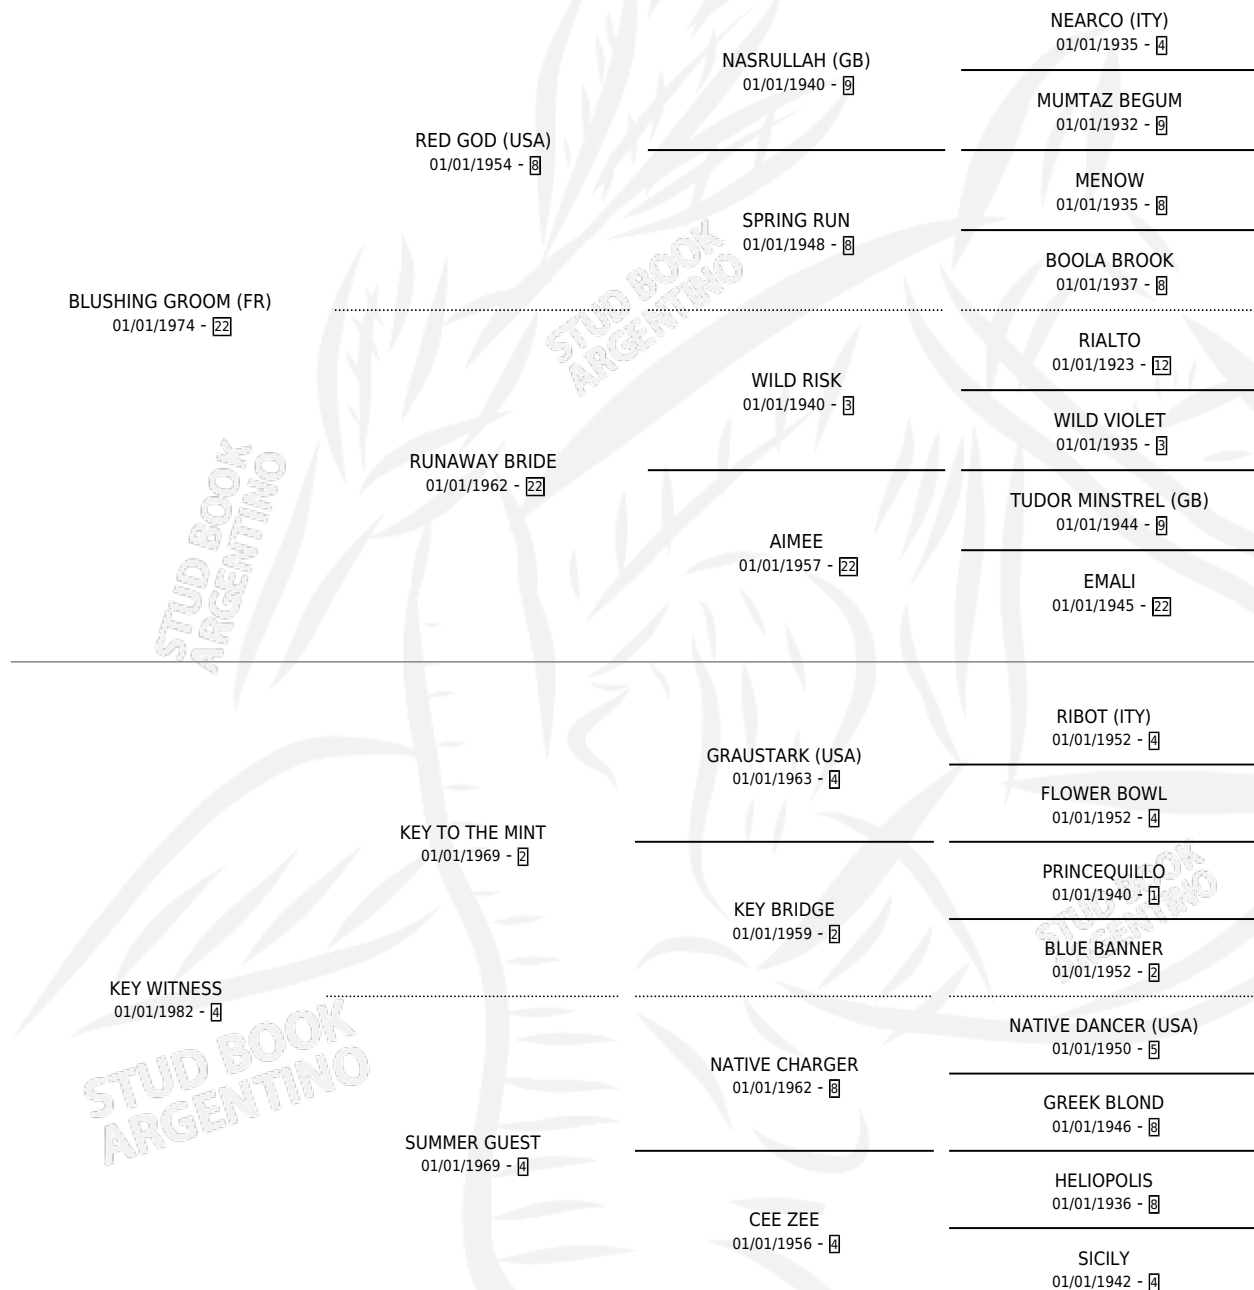 NEARCO (ITY)
01/01/1935 - 4
NASRULLAH (GB)
01/01/1940 - 9
MUMTAZ BEGUM
01/01/1932 - 9
RED GOD (USA)
01/01/1954 - 8
MENOW
01/01/1935 - 8
SPRING RUN
01/01/1948 - 8
BOOLA BROOK
01/01/1937 - 8
BLUSHING GROOM (FR)
01/01/1974 - 22
RIALTO
01/01/1923 - 12
WILD RISK
01/01/1940 - 3
WILD VIOLET
01/01/1935 - 3
RUNAWAY BRIDE
01/01/1962 - 22
TUDOR MINSTREL (GB)
01/01/1944 - 9
AIMEE
01/01/1957 - 22
EMALI
01/01/1945 - 22
RIBOT (ITY)
01/01/1952 - 4
GRAUSTARK (USA)
01/01/1963 - 4
FLOWER BOWL
01/01/1952 - 4
KEY TO THE MINT
01/01/1969 - 2
PRINCEQUILLO
01/01/1940 - 1
KEY BRIDGE
01/01/1959 - 2
BLUE BANNER
01/01/1952 - 2
KEY WITNESS
01/01/1982 - 4
NATIVE DANCER (USA)
01/01/1950 - 5
NATIVE CHARGER
01/01/1962 - 8
GREEK BLOND
01/01/1946 - 8
SUMMER GUEST
01/01/1969 - 4
HELIOPOLIS
01/01/1936 - 8
CEE ZEE
01/01/1956 - 4
SICILY
01/01/1942 - 4
STUD BOOK
ARGENTINO
STUD BOOK
ARGENTINO
STUD BOOK
ARGENTINO
STUD BOOK
ARGENTINO